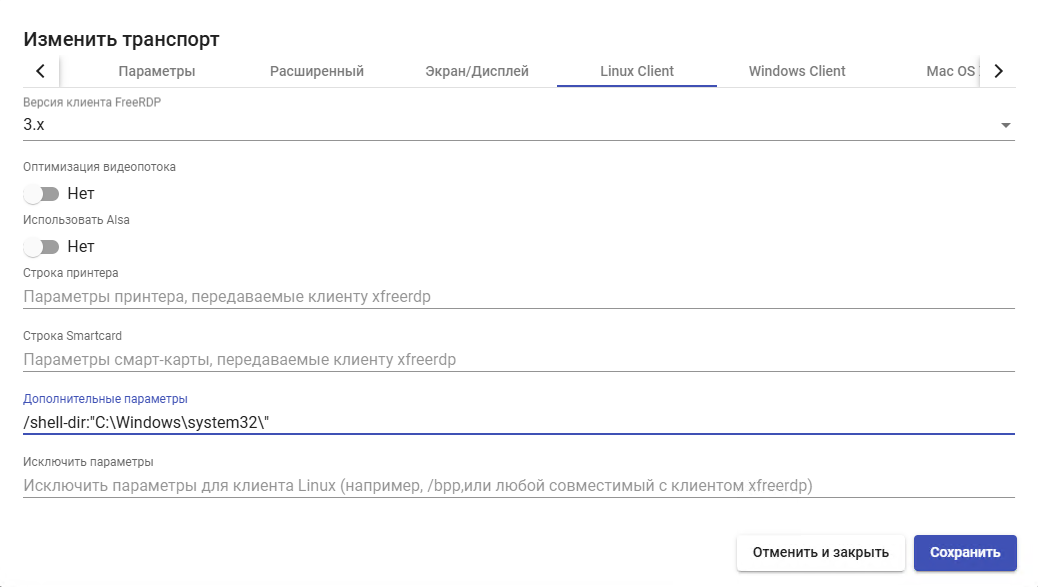 Изменить транспорт
Параметры Расширенный Экран/Дисплей Linux Client Windows Client Mac OS
Версия клиента FreeRDP
3.x
Оптимизация видеопотока
Нет
Использовать Alsa
Нет
Строка принтера
Параметры принтера, передаваемые клиенту xfreerdp
Строка Smartcard
Параметры смарт-карты, передаваемые клиенту xfreerdp
Дополнительные параметры
/shell-dir:"C:\Windows\system32\"
Исключить параметры
Исключить параметры для клиента Linux (например, /bpp,или любой совместимый с клиентом xfreerdp)
Отменить и закрыть Сохранить